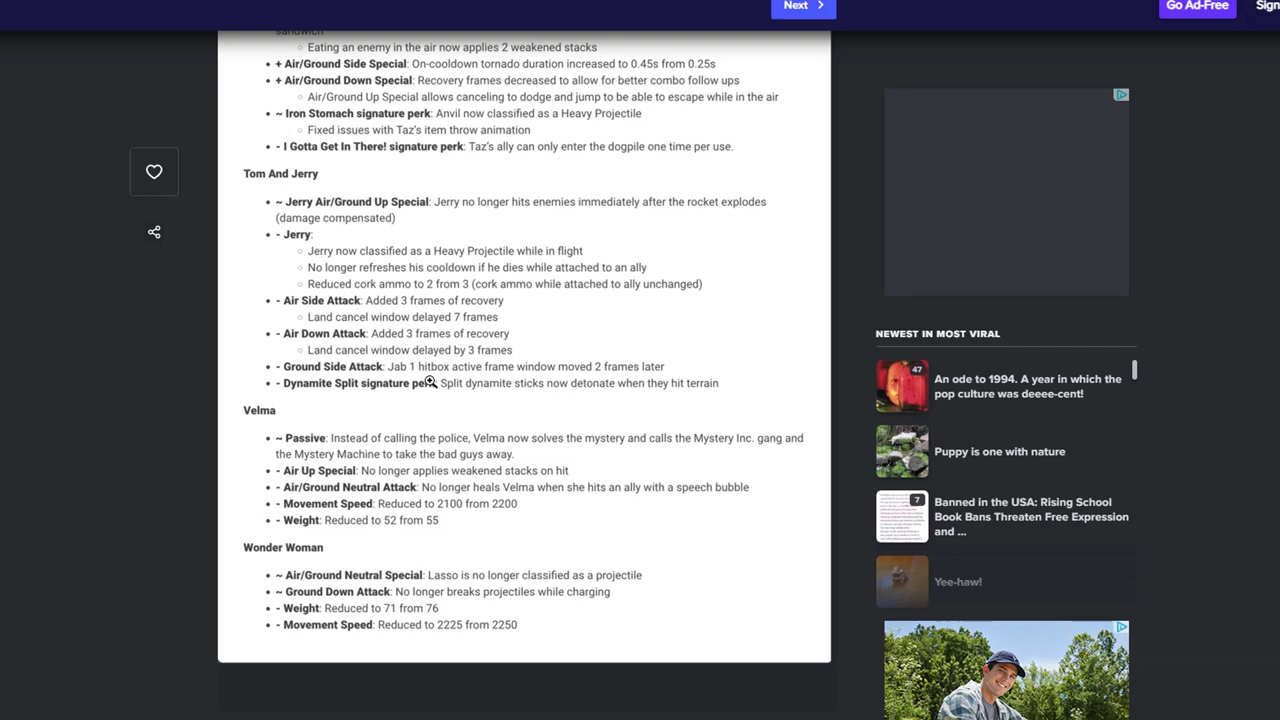 Next
Go Ad-Free
Sign
sandwich
Eating an enemy in the air now applies 2 weakened stacks
+ Air/Ground Side Special: On-cooldown tornado duration increased to 0.45s from 0.25s
+ Air/Ground Down Special: Recovery frames decreased to allow for better combo follow ups
Air/Ground Up Special allows canceling to dodge and jump to be able to escape while in the air
~ Iron Stomach signature perk: Anvil now classified as a Heavy Projectile
Fixed issues with Taz's item throw animation
- I Gotta Get In There! signature perk: Taz's ally can only enter the dogpile one time per use.
Tom And Jerry
~ Jerry Air/Ground Up Special: Jerry no longer hits enemies immediately after the rocket explodes
(damage compensated)
- Jerry:
Jerry now classified as a Heavy Projectile while in flight
No longer refreshes his cooldown if he dies while attached to an ally
Reduced cork ammo to 2 from 3 (cork ammo while attached to ally unchanged)
- Air Side Attack: Added 3 frames of recovery
Land cancel window delayed 7 frames
- Air Down Attack: Added 3 frames of recovery
Land cancel window delayed by 3 frames
- Ground Side Attack: Jab 1 hitbox active frame window moved 2 frames later
- Dynamite Split signature perk: Split dynamite sticks now detonate when they hit terrain
Velma
~ Passive: Instead of calling the police, Velma now solves the mystery and calls the Mystery Inc. gang and
the Mystery Machine to take the bad guys away.
- Air Up Special: No longer applies weakened stacks on hit
- Air/Ground Neutral Attack: No longer heals Velma when she hits an ally with a speech bubble
- Movement Speed: Reduced to 2100 from 2200
- Weight: Reduced to 52 from 55
Wonder Woman
~ Air/Ground Neutral Special: Lasso is no longer classified as a projectile
~ Ground Down Attack: No longer breaks projectiles while charging
- Weight: Reduced to 71 from 76
- Movement Speed: Reduced to 2225 from 2250
NEWEST IN MOST VIRAL
47
An ode to 1994. A year in which the
pop culture was deeee-cent!
Puppy is one with nature
7
Banned in the USA: Rising School
Book Bans Threaten Free Expression
and ...
Yee-haw!